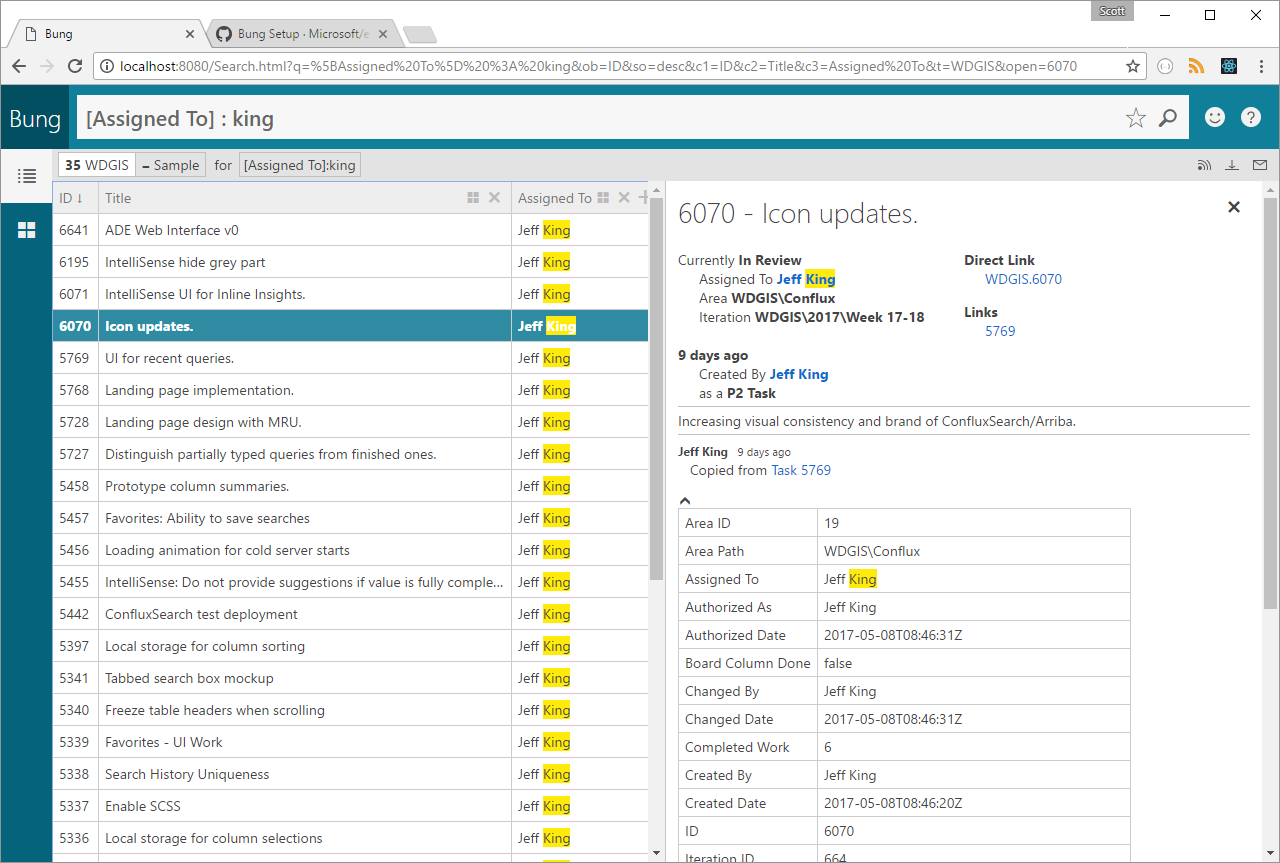 Scott
Bung
Bung Setup · Microsoft/e
localhost:8080/Search.html?q=%5BAssigned%20To%5D%20%3A%20king&ob=ID&so=desc&c1=ID&c2=Title&c3=Assigned%20To&t=WDGIS&open=6070
Bung
[Assigned To] : king
35 WDGIS – Sample for [Assigned To]:king
ID ↓ Title Assigned To
6641 ADE Web Interface v0 Jeff King
6195 IntelliSense hide grey part Jeff King
6071 IntelliSense UI for Inline Insights. Jeff King
6070 Icon updates. Jeff King
5769 UI for recent queries. Jeff King
5768 Landing page implementation. Jeff King
5728 Landing page design with MRU. Jeff King
5727 Distinguish partially typed queries from finished ones. Jeff King
5458 Prototype column summaries. Jeff King
5457 Favorites: Ability to save searches Jeff King
5456 Loading animation for cold server starts Jeff King
5455 IntelliSense: Do not provide suggestions if value is fully comple... Jeff King
5442 ConfluxSearch test deployment Jeff King
5397 Local storage for column sorting Jeff King
5341 Tabbed search box mockup Jeff King
5340 Freeze table headers when scrolling Jeff King
5339 Favorites - UI Work Jeff King
5338 Search History Uniqueness Jeff King
5337 Enable SCSS Jeff King
5336 Local storage for column selections Jeff King
6070 - Icon updates.
Currently In Review
Assigned To Jeff King
Area WDGIS\Conflux
Iteration WDGIS\2017\Week 17-18
Direct Link
WDGIS.6070
Links
5769
9 days ago
Created By Jeff King
as a P2 Task
Increasing visual consistency and brand of ConfluxSearch/Arriba.
Jeff King 9 days ago
Copied from Task 5769
Area ID 19
Area Path WDGIS\Conflux
Assigned To Jeff King
Authorized As Jeff King
Authorized Date 2017-05-08T08:46:31Z
Board Column Done false
Changed By Jeff King
Changed Date 2017-05-08T08:46:31Z
Completed Work 6
Created By Jeff King
Created Date 2017-05-08T08:46:20Z
ID 6070
Iteration ID 664